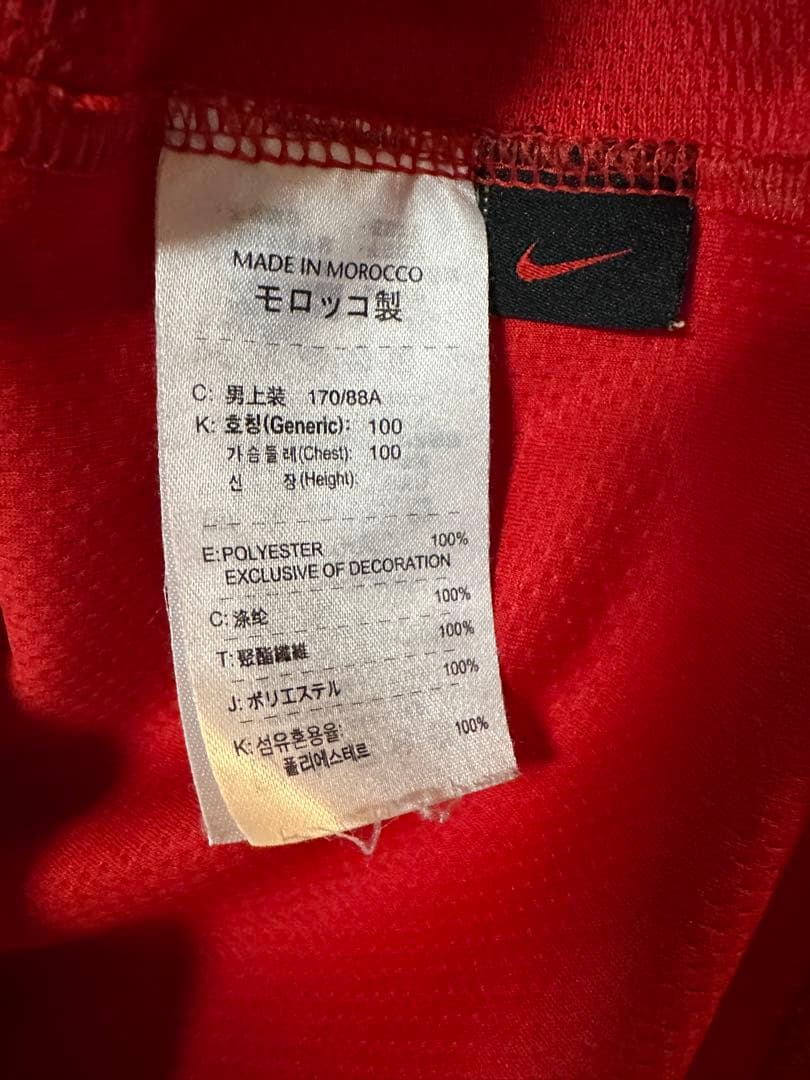 MADE IN MOROCCO
モロッコ製
C: 男上装 170/88A
K: 호칭(Generic): 100
가슴둘레(Chest): 100
신 장(Height):
E: POLYESTER 100%
EXCLUSIVE OF DECORATION
C: 涤纶 100%
T: 聚酯纖維 100%
J: ポリエステル 100%
K: 섬유혼용율:
폴리에스테르 100%